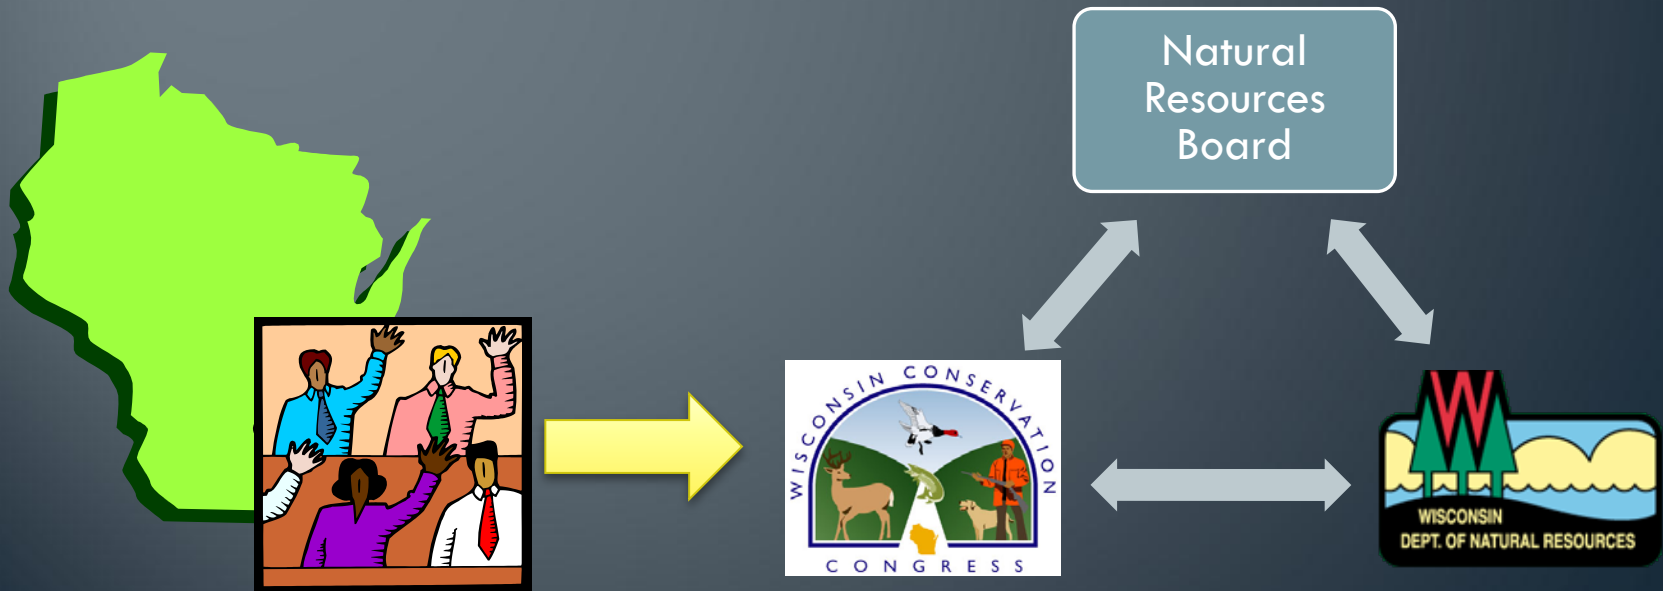 Natural
Resources
Board
WISCONSIN CONSERVATION
CONGRESS
W
WISCONSIN
DEPT. OF NATURAL RESOURCES